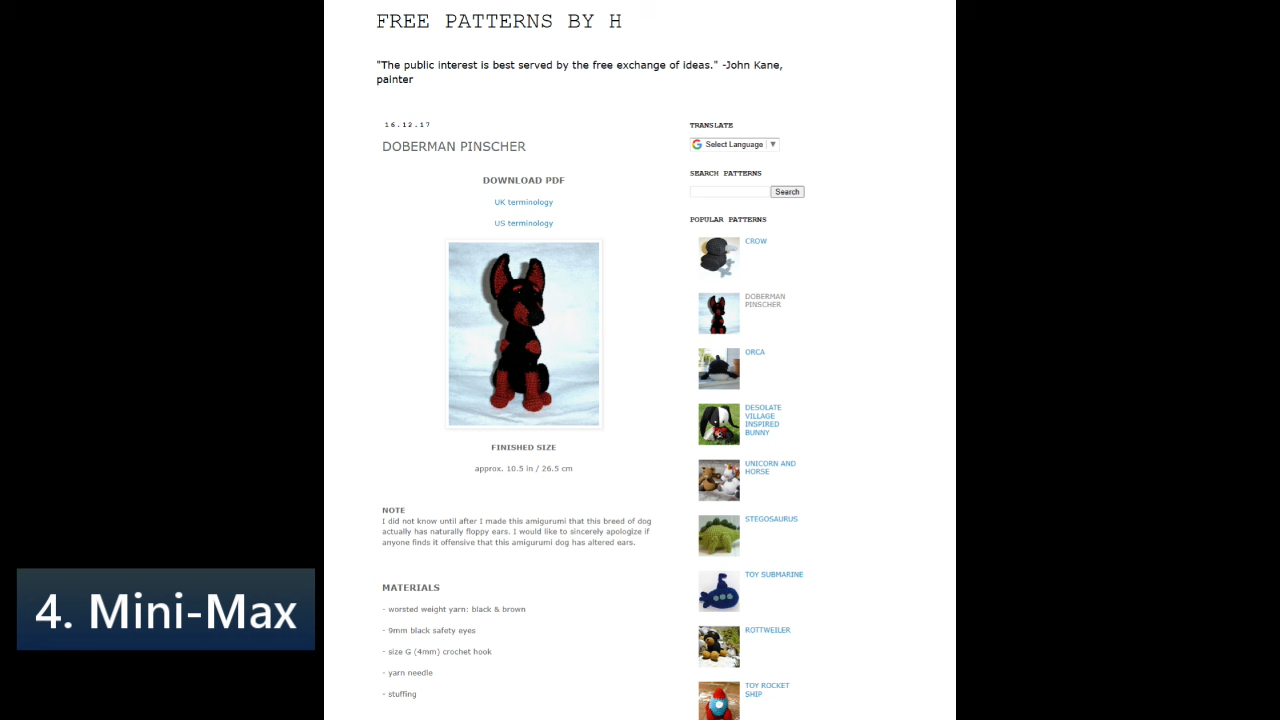 FREE PATTERNS BY H
"The public interest is best served by the free exchange of ideas." -John Kane,
painter
16.12.17
DOBERMAN PINSCHER
DOWNLOAD PDF
UK terminology
US terminology
FINISHED SIZE
approx. 10.5 in / 26.5 cm
NOTE
I did not know until after I made this amigurumi that this breed of dog
actually has naturally floppy ears. I would like to sincerely apologize if
anyone finds it offensive that this amigurumi dog has altered ears.
MATERIALS
- worsted weight yarn: black & brown
- 9mm black safety eyes
- size G (4mm) crochet hook
- yarn needle
- stuffing
TRANSLATE
Select Language ▼
SEARCH PATTERNS
Search
POPULAR PATTERNS
CROW
DOBERMAN
PINSCHER
ORCA
DESOLATE
VILLAGE
INSPIRED
BUNNY
UNICORN AND
HORSE
STEGOSAURUS
TOY SUBMARINE
ROTTWEILER
TOY ROCKET
SHIP
4. Mini-Max